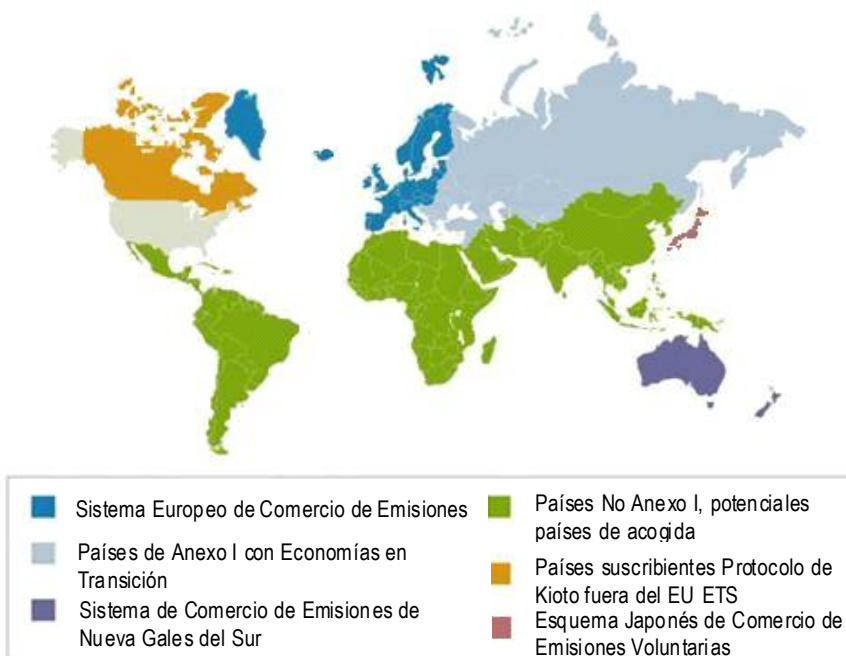 Sistema Europeo de Comercio de Emisiones
Países de Anexo I con Economías en
Transición
Sistema de Comercio de Emisiones de
Nueva Gales del Sur
Países No Anexo I, potenciales
países de acogida
Países suscribientes Protocolo de
Kioto fuera del EU ETS
Esquema Japonés de Comercio de
Emisiones Voluntarias